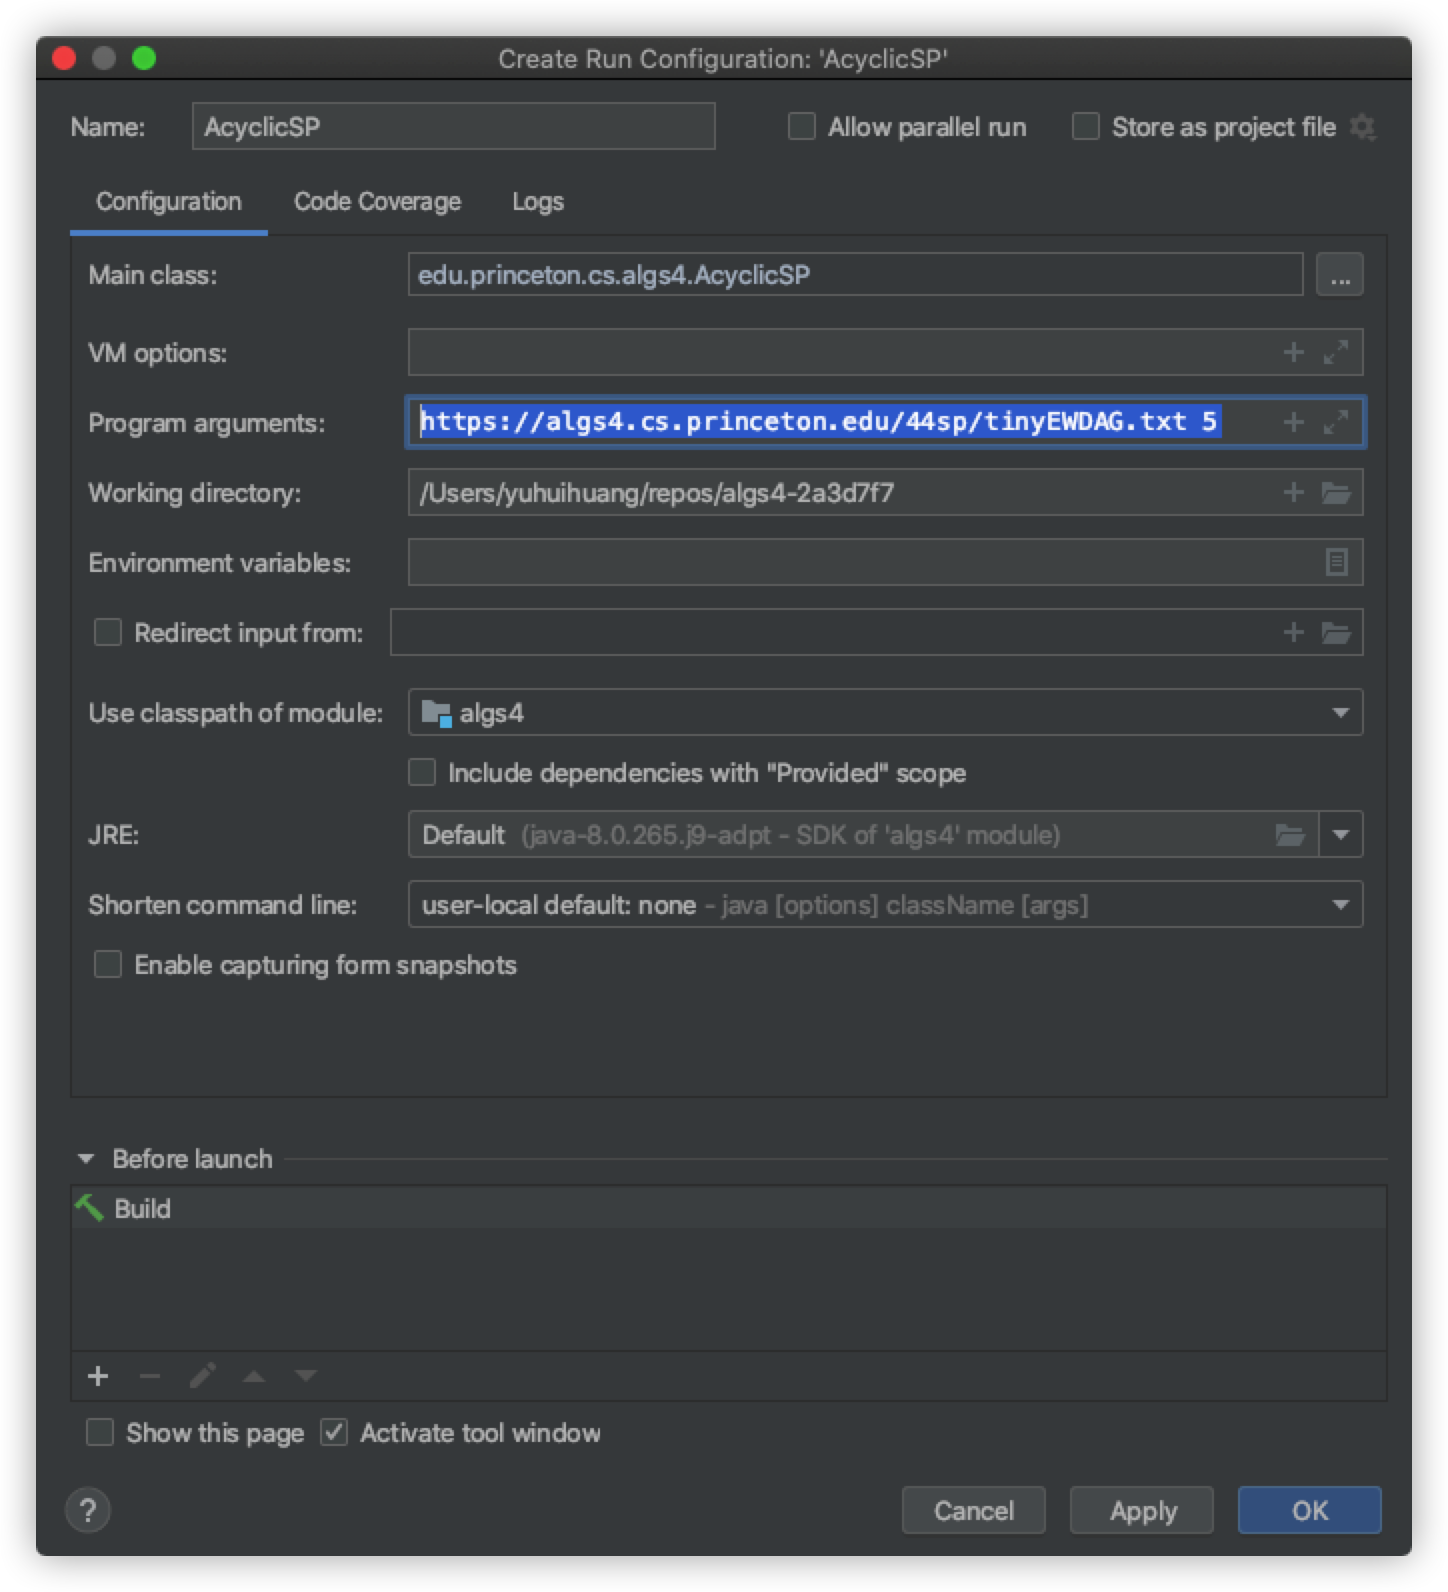 Create Run Configuration: 'AcyclicSP'
Name: AcyclicSP Allow parallel run Store as project file
Configuration Code Coverage Logs
Main class: edu.princeton.cs.algs4.AcyclicSP ...
VM options:
Program arguments: https://algs4.cs.princeton.edu/44sp/tinyEWDAG.txt 5
Working directory: /Users/yuhuihuang/repos/algs4-2a3d7f7
Environment variables:
Redirect input from:
Use classpath of module: algs4
Include dependencies with "Provided" scope
JRE: Default (java-8.0.265.j9-adpt - SDK of 'algs4' module)
Shorten command line: user-local default: none - java [options] className [args]
Enable capturing form snapshots
Before launch
Build
Show this page Activate tool window
? Cancel Apply OK